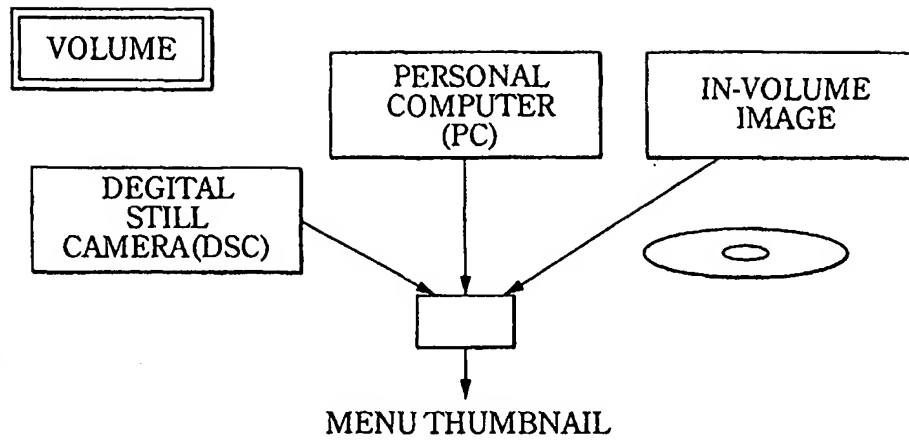 VOLUME
PERSONAL
COMPUTER
(PC)
IN-VOLUME
IMAGE
DEGITAL
STILL
CAMERA(DSC)
MENU THUMBNAIL